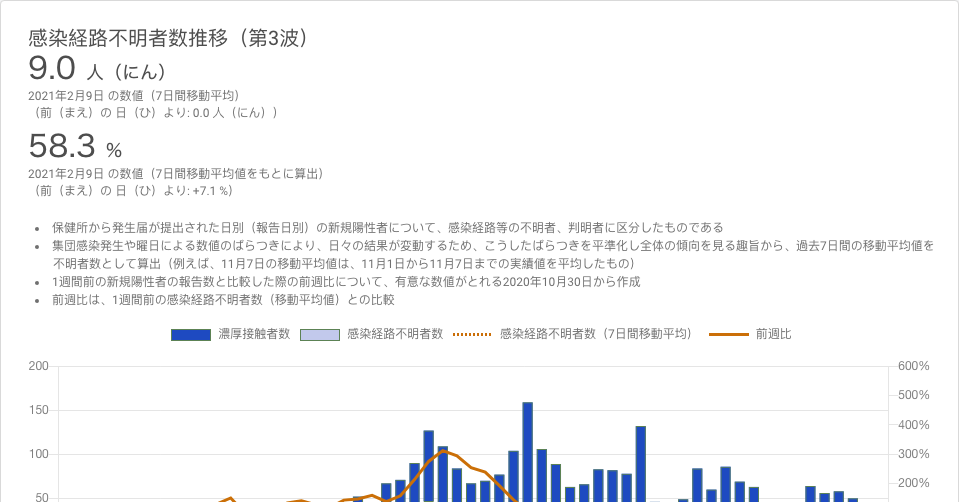 感染経路不明者数推移（第3波）
9.0 人（にん）
2021年2月9日 の数値（7日間移動平均）
（前（まえ）の 日（ひ）より: 0.0 人（にん））
58.3 %
2021年2月9日 の数値（7日間移動平均値をもとに算出）
（前（まえ）の 日（ひ）より: +7.1 %）
• 保健所から発生届が提出された日別（報告日別）の新規陽性者について、感染経路等の不明者、判明者に区分したものである
• 集団感染発生や曜日による数値のばらつきにより、日々の結果が変動するため、こうしたばらつきを平準化し全体の傾向を見る趣旨から、過去7日間の移動平均値を
不明者数として算出（例えば、11月7日の移動平均値は、11月1日から11月7日までの実績値を平均したもの）
• 1週間前の新規陽性者の報告数と比較した際の前週比について、有意な数値がとれる2020年10月30日から作成
• 前週比は、1週間前の感染経路不明者数（移動平均値）との比較
濃厚接触者数 感染経路不明者数 感染経路不明者数（7日間移動平均） 前週比
200 600%
500%
150
400%
100 300%
200%
50